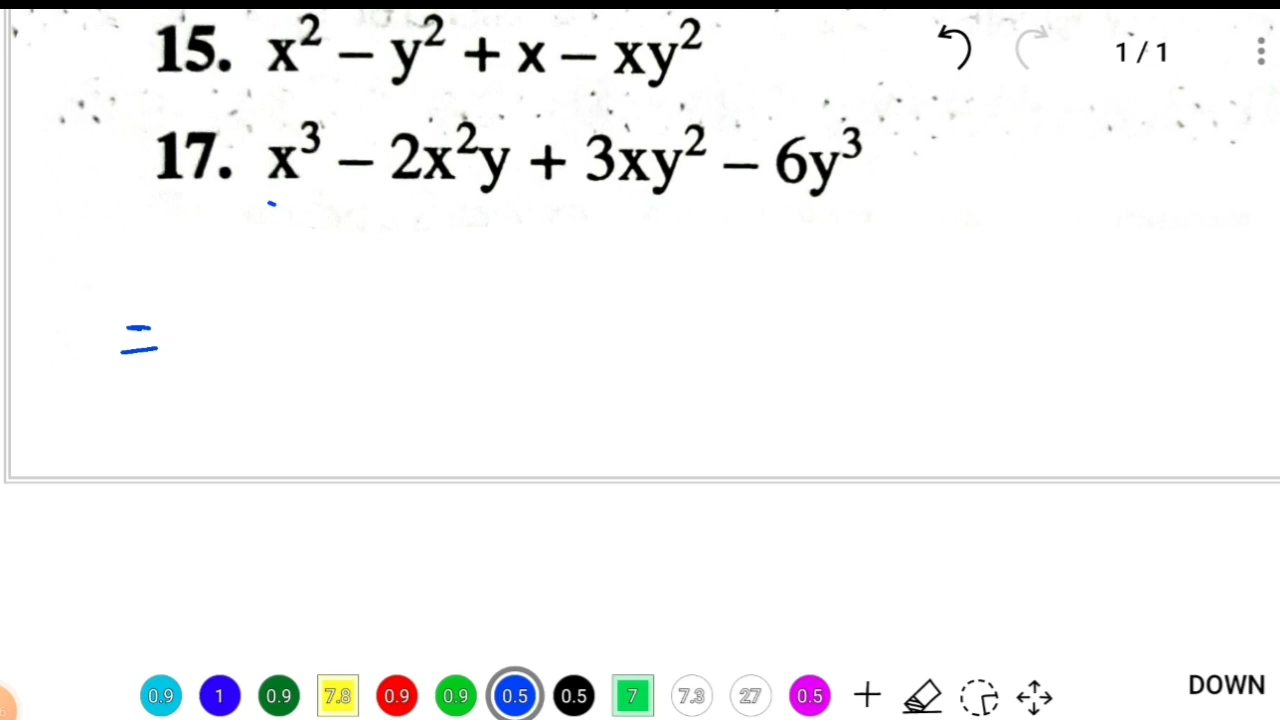 15. x² – y² + x – xy²
1 / 1
17. x³ – 2x²y + 3xy² – 6y³
=
0.9 1 0.9 7.8 0.9 0.9 0.5 0.5 7 7.3 27 0.5 +
DOWN